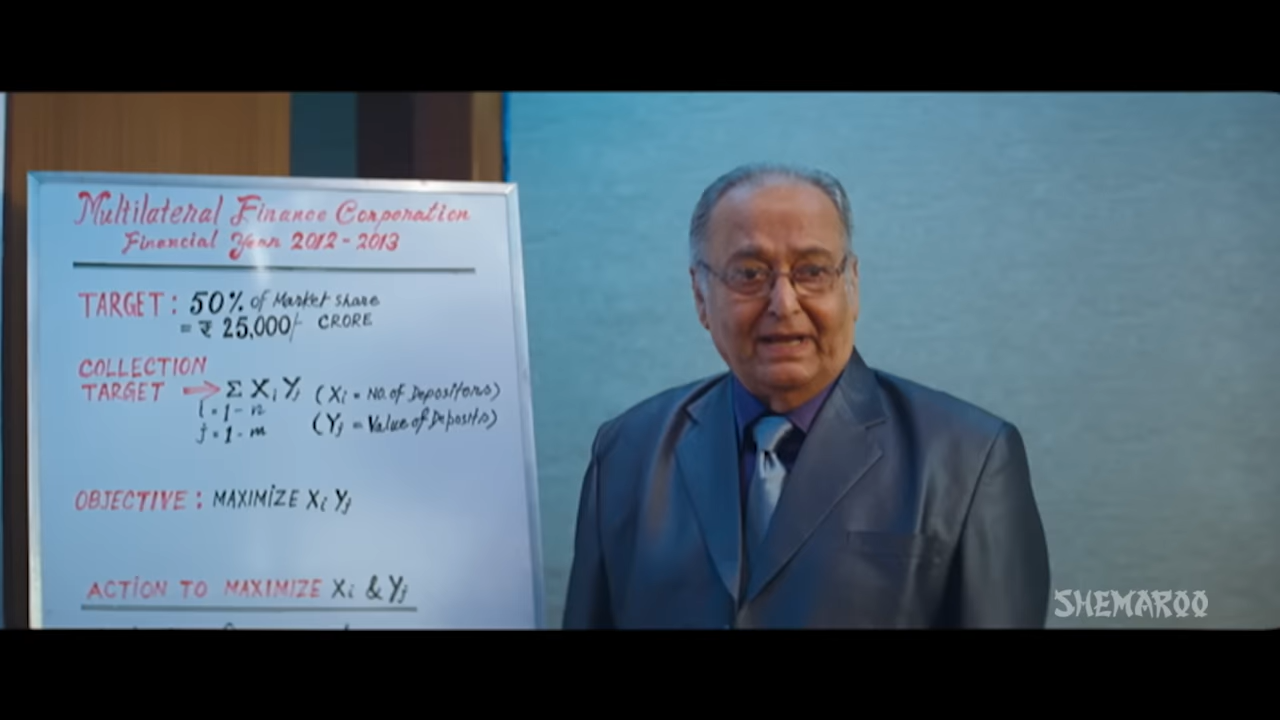 Multilateral Finance Corporation
Financial Year 2012 - 2013
TARGET : 50% of Market share
= ₹ 25,000/- CRORE
COLLECTION
TARGET → Σ Xi Yj (Xi = No. of Depositors)
i = 1 - n (Yj = Value of Deposits)
j = 1 - m
OBJECTIVE : MAXIMIZE Xi Yj
ACTION TO MAXIMIZE Xi & Yj
SHEMAROO